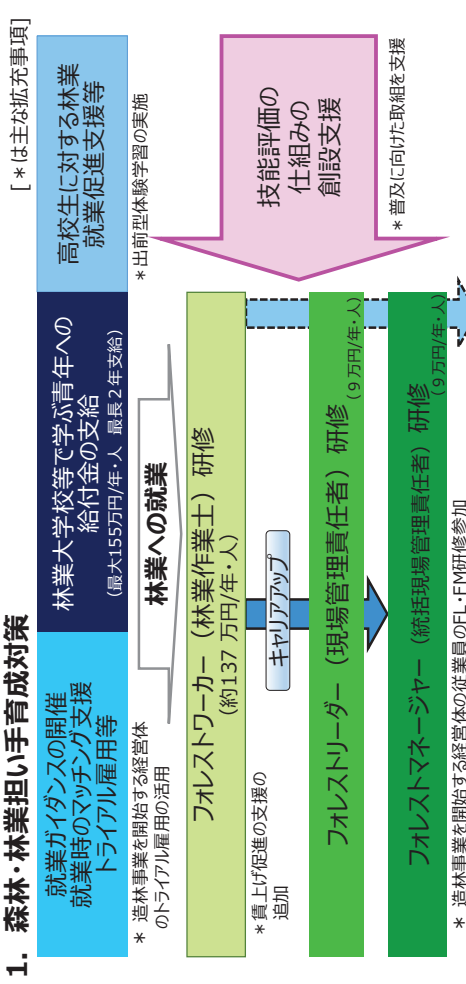 1. 森林・林業担い手育成対策
[＊は主な拡充事項]
就業ガイダンスの開催
就業時のマッチング支援
トライアル雇用等
林業大学校等で学ぶ青年への
給付金の支給
（最大155万円/年・人 最長２年支給）
高校生に対する林業
就業促進支援等
＊ 造林事業を開始する経営体
のトライアル雇用の活用
林業への就業
＊出前型体験学習の実施
フォレストワーカー（林業作業士）研修
（約137 万円/年・人）
＊賃上げ促進の支援の
追加
キャリアアップ
技能評価の
仕組みの
創設支援
＊普及に向けた取組を支援
フォレストリーダー（現場管理責任者）研修
（９万円/年・人）
フォレストマネージャー（統括現場管理責任者）研修
（９万円/年・人）
＊ 造林事業を開始する経営体の従業員のFL・FM研修参加